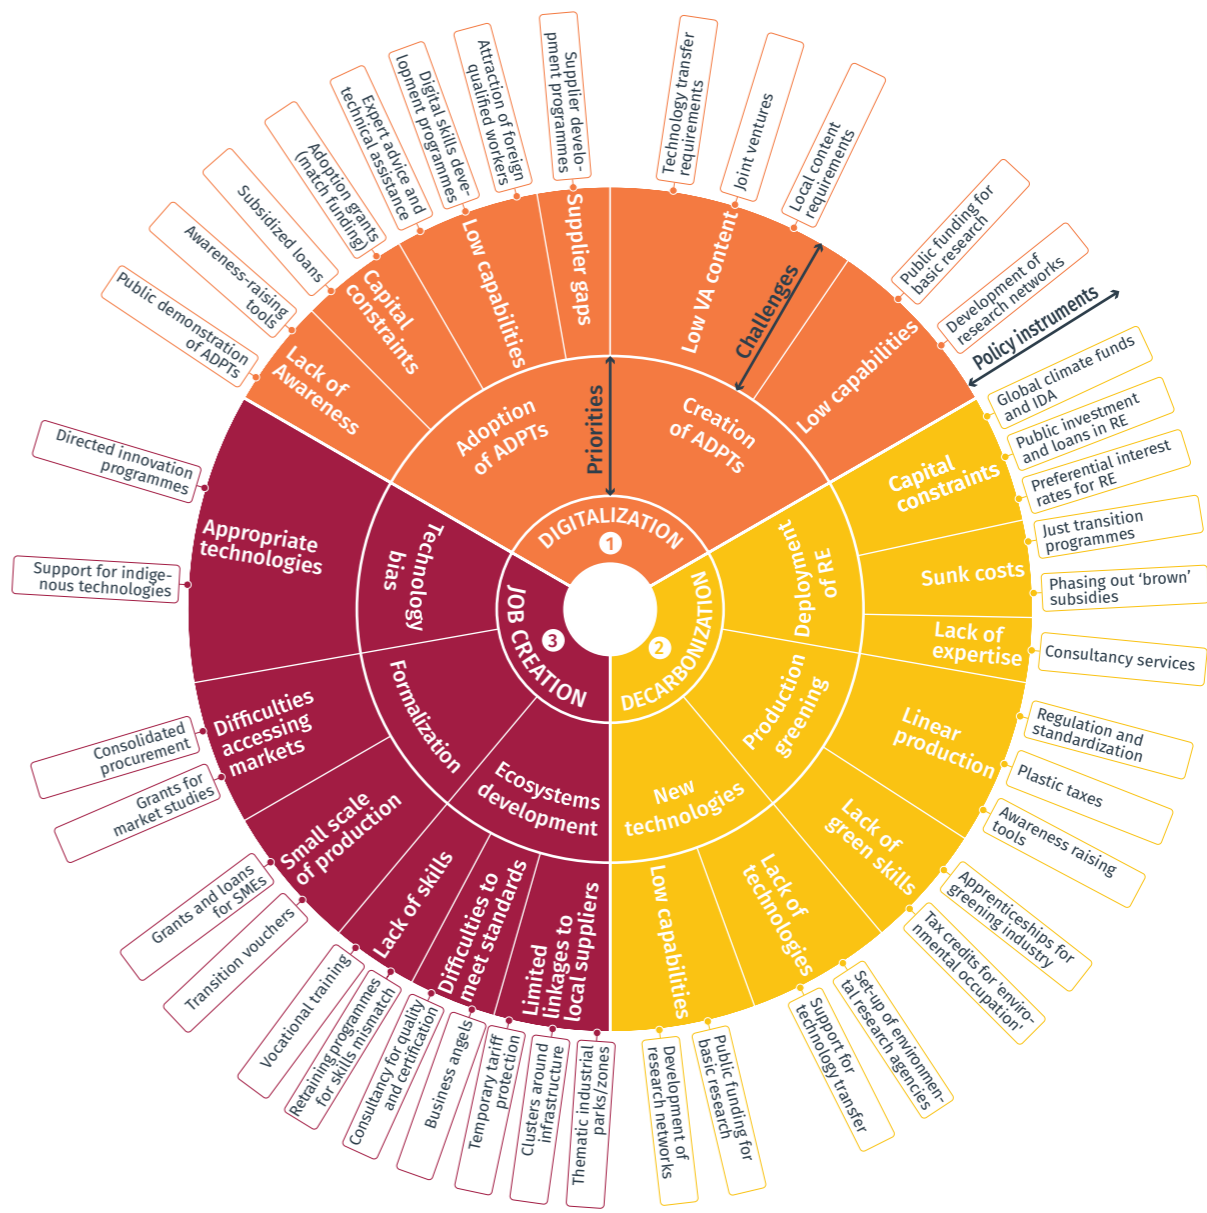 DIGITALIZATION
1
Priorities
Challenges
Policy instruments
Adoption
of ADPTs
Lack of
Awareness
Public demonstration
of ADPTs
Awareness-raising
tools
Capital
constraints
Subsidized loans
Adoption grants
(match funding)
Low capabilities
Expert advice and
technical assistance
Digital skills deve-
lopment programmes
Attraction of foreign
qualified workers
Supplier gaps
Supplier develo-
pment programmes
Creation
of ADPTs
Low VA content
Technology transfer
requirements
Joint ventures
Local content
requirements
Low capabilities
Public funding for
basic research
Development of
research networks
DECARBONIZATION
2
Deployment
of RE
Capital
constraints
Global climate funds
and IDA
Public investment
and loans in RE
Preferential interest
rates for RE
Sunk costs
Just transition
programmes
Phasing out ‘brown’
subsidies
Lack of
expertise
Consultancy services
Production
greening
Linear
production
Regulation and
standardization
Plastic taxes
Awareness raising
tools
Lack of
green skills
Apprenticeships for
greening industry
Tax credits for 'enviro-
nmental occupation'
New
technologies
Lack of
technologies
Set-up of environmen-
tal research agencies
Support for
technology transfer
Low capabilities
Public funding for
basic research
Development of
research networks
JOB CREATION
3
Ecosystems
development
Limited
linkages to
local suppliers
Thematic industrial
parks/zones
Clusters around
infrastructure
Temporary tariff
protection
Difficulties to
meet standards
Business angels
Consultancy for quality
and certification
Lack of skills
Retraining programmes
for skills mismatch
Vocational training
Formalization
Small scale
of production
Transition vouchers
Grants and loans
for SMEs
Difficulties
accessing
markets
Grants for
market studies
Consolidated
procurement
Technology
bias
Appropriate
technologies
Support for indige-
nous technologies
Directed innovation
programmes